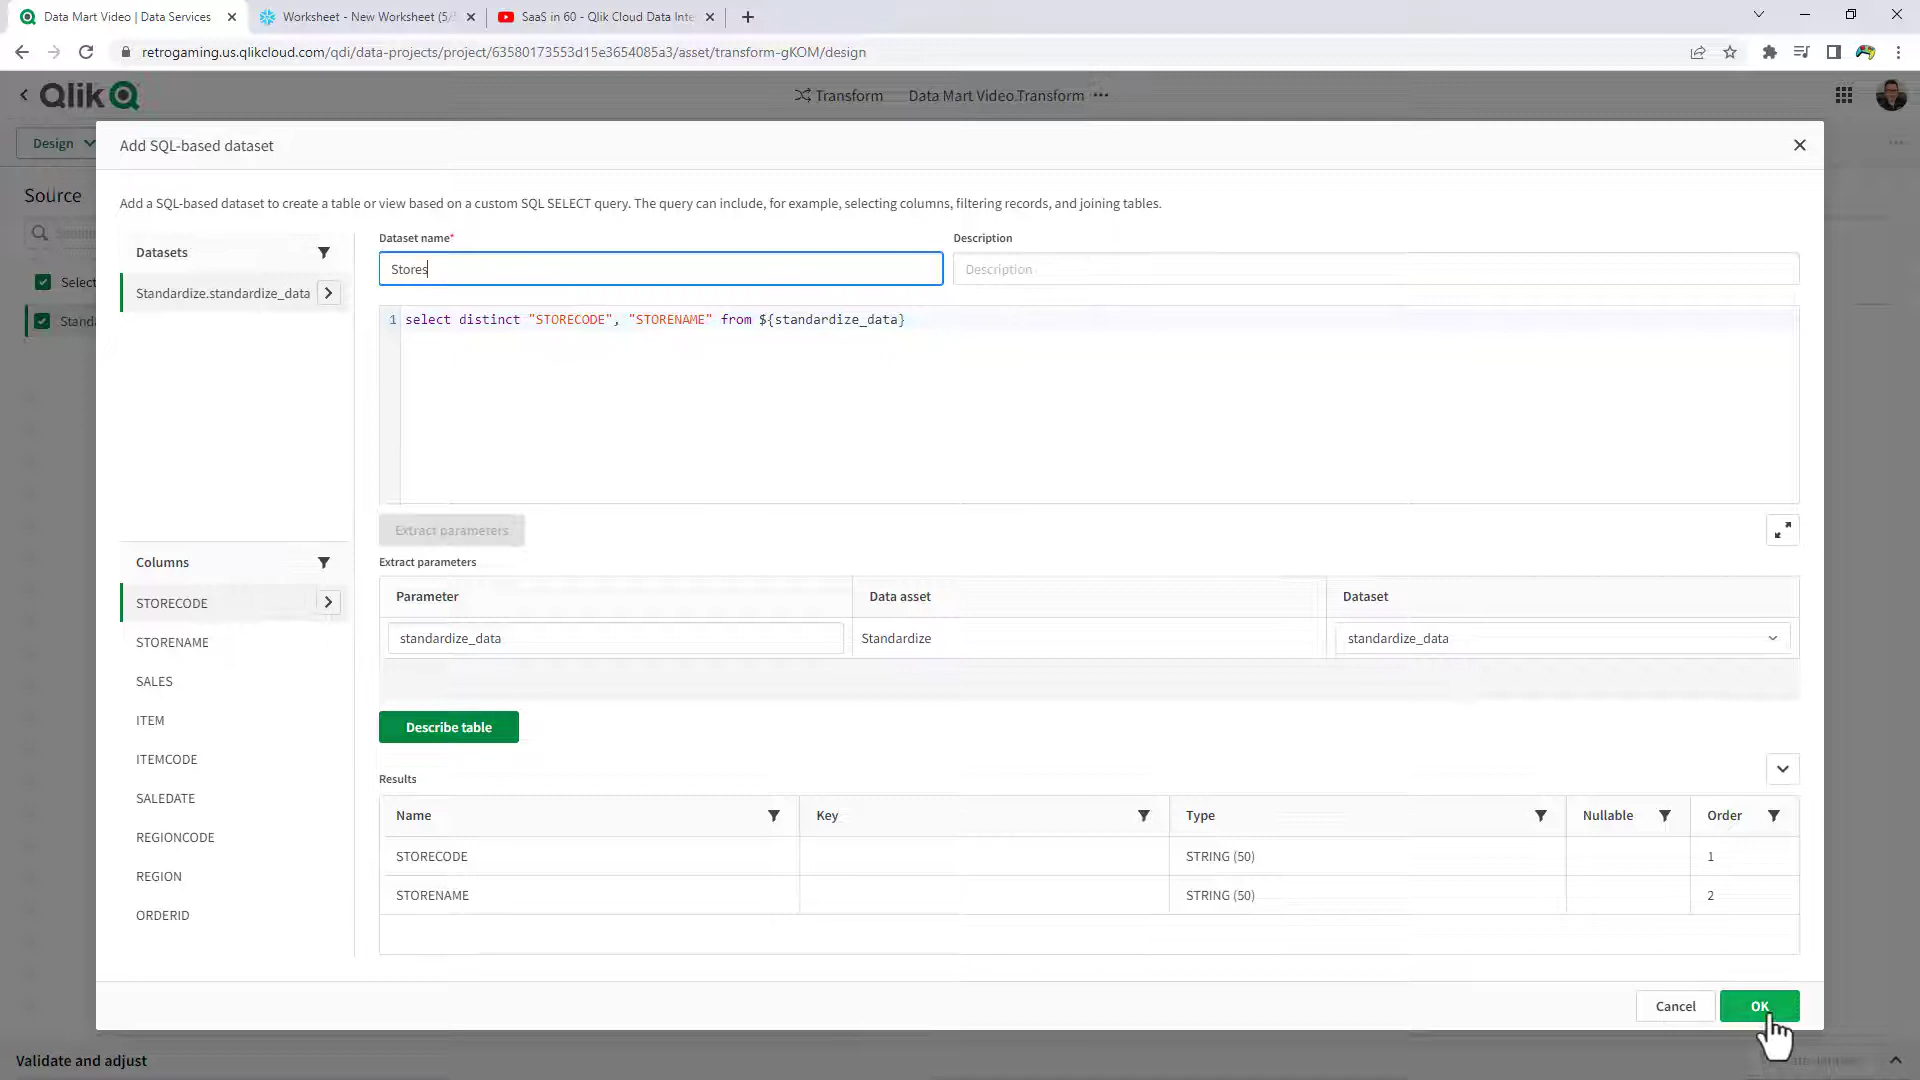 Data Mart Video | Data Services
Worksheet - New Worksheet (5/
SaaS in 60 - Qlik Cloud Data Inte
retrogaming.us.qlikcloud.com/qdi/data-projects/project/63580173553d15e3654085a3/asset/transform-gKOM/design
Qlik
Transform
Data Mart Video.Transform
Design
Source
Select
Standa
Add SQL-based dataset
Add a SQL-based dataset to create a table or view based on a custom SQL SELECT query. The query can include, for example, selecting columns, filtering records, and joining tables.
Datasets
Standardize.standardize_data
Dataset name*
Description
Stores
Description
1 select distinct "STORECODE", "STORENAME" from ${standardize_data}
Extract parameters
Extract parameters
Parameter
Data asset
Dataset
standardize_data
Standardize
standardize_data
Columns
STORECODE
STORENAME
SALES
ITEM
ITEMCODE
SALEDATE
REGIONCODE
REGION
ORDERID
Describe table
Results
Name
Key
Type
Nullable
Order
STORECODE
STRING (50)
1
STORENAME
STRING (50)
2
Cancel
OK
Validate and adjust